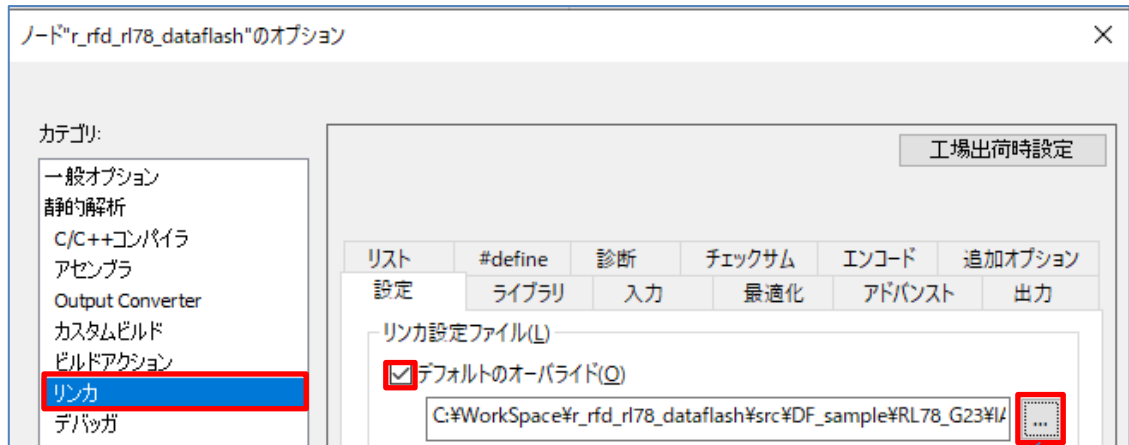 ノード"r_rfd_rl78_dataflash"のオプション
カテゴリ:
工場出荷時設定
一般オプション
静的解析
C/C++コンパイラ
アセンブラ
Output Converter
カスタムビルド
ビルドアクション
リンカ
デバッガ
リスト #define 診断 チェックサム エンコード 追加オプション
設定 ライブラリ 入力 最適化 アドバンスト 出力
リンカ設定ファイル(L)
デフォルトのオーバライド(O)
C:¥WorkSpace¥r_rfd_rl78_dataflash¥src¥DF_sample¥RL78_G23¥IA
...